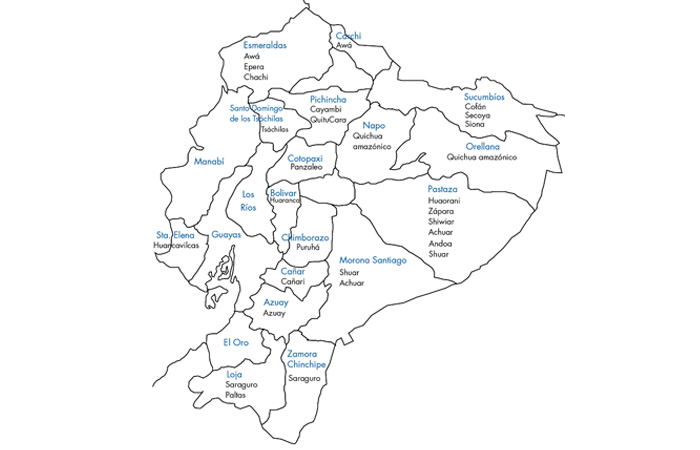 Esmeraldas
Awá
Epera
Chachi
Carchi
Awá
Sucumbíos
Cofán
Secoya
Siona
Santo Domingo
de los Tsáchilas
Tsóchilos
Pichincha
Cayambi
QuituCara
Napo
Quichua
amazónico
Orellana
Quichua amazónico
Manabí
Cotopaxi
Panzaleo
Los
Ríos
Bolívar
Huaranca
Pastaza
Huaorani
Zápara
Shiwiar
Achuar
Andoa
Shuar
Sta. Elena
Huancavilcas
Guayas
Chimborazo
Puruhá
Morona Santiago
Shuar
Achuar
Cañar
Cañari
Azuay
Azuay
El Oro
Zamora
Chinchipe
Saraguro
Loja
Saraguro
Paltas